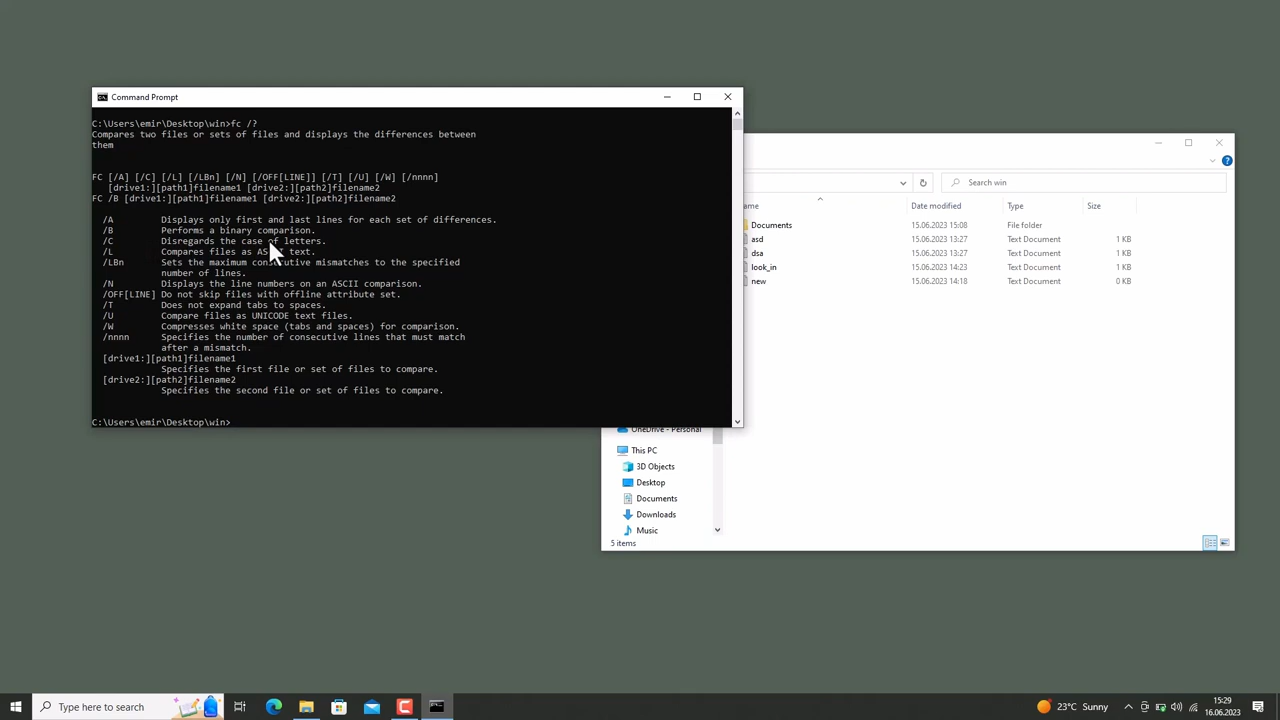 Command Prompt
C:\Users\emir\Desktop\win>fc /?
Compares two files or sets of files and displays the differences between
them
FC [/A] [/C] [/L] [/LBn] [/N] [/OFF[LINE]] [/T] [/U] [/W] [/nnnn]
[drive1:][path1]filename1 [drive2:][path2]filename2
FC /B [drive1:][path1]filename1 [drive2:][path2]filename2
/A Displays only first and last lines for each set of differences.
/B Performs a binary comparison.
/C Disregards the case of letters.
/L Compares files as ASCII text.
/LBn Sets the maximum consecutive mismatches to the specified
number of lines.
/N Displays the line numbers on an ASCII comparison.
/OFF[LINE] Do not skip files with offline attribute set.
/T Does not expand tabs to spaces.
/U Compare files as UNICODE text files.
/W Compresses white space (tabs and spaces) for comparison.
/nnnn Specifies the number of consecutive lines that must match
after a mismatch.
[drive1:][path1]filename1
Specifies the first file or set of files to compare.
[drive2:][path2]filename2
Specifies the second file or set of files to compare.
C:\Users\emir\Desktop\win>
Search win
Date modified Type Size
Documents 15.06.2023 15:08 File folder
asd 15.06.2023 13:27 Text Document 1 KB
dsa 15.06.2023 13:27 Text Document 1 KB
look_in 15.06.2023 14:23 Text Document 1 KB
new 15.06.2023 14:18 Text Document 0 KB
OneDrive - Personal
This PC
3D Objects
Desktop
Documents
Downloads
Music
5 items
Type here to search
23°C Sunny
15:29
16.06.2023